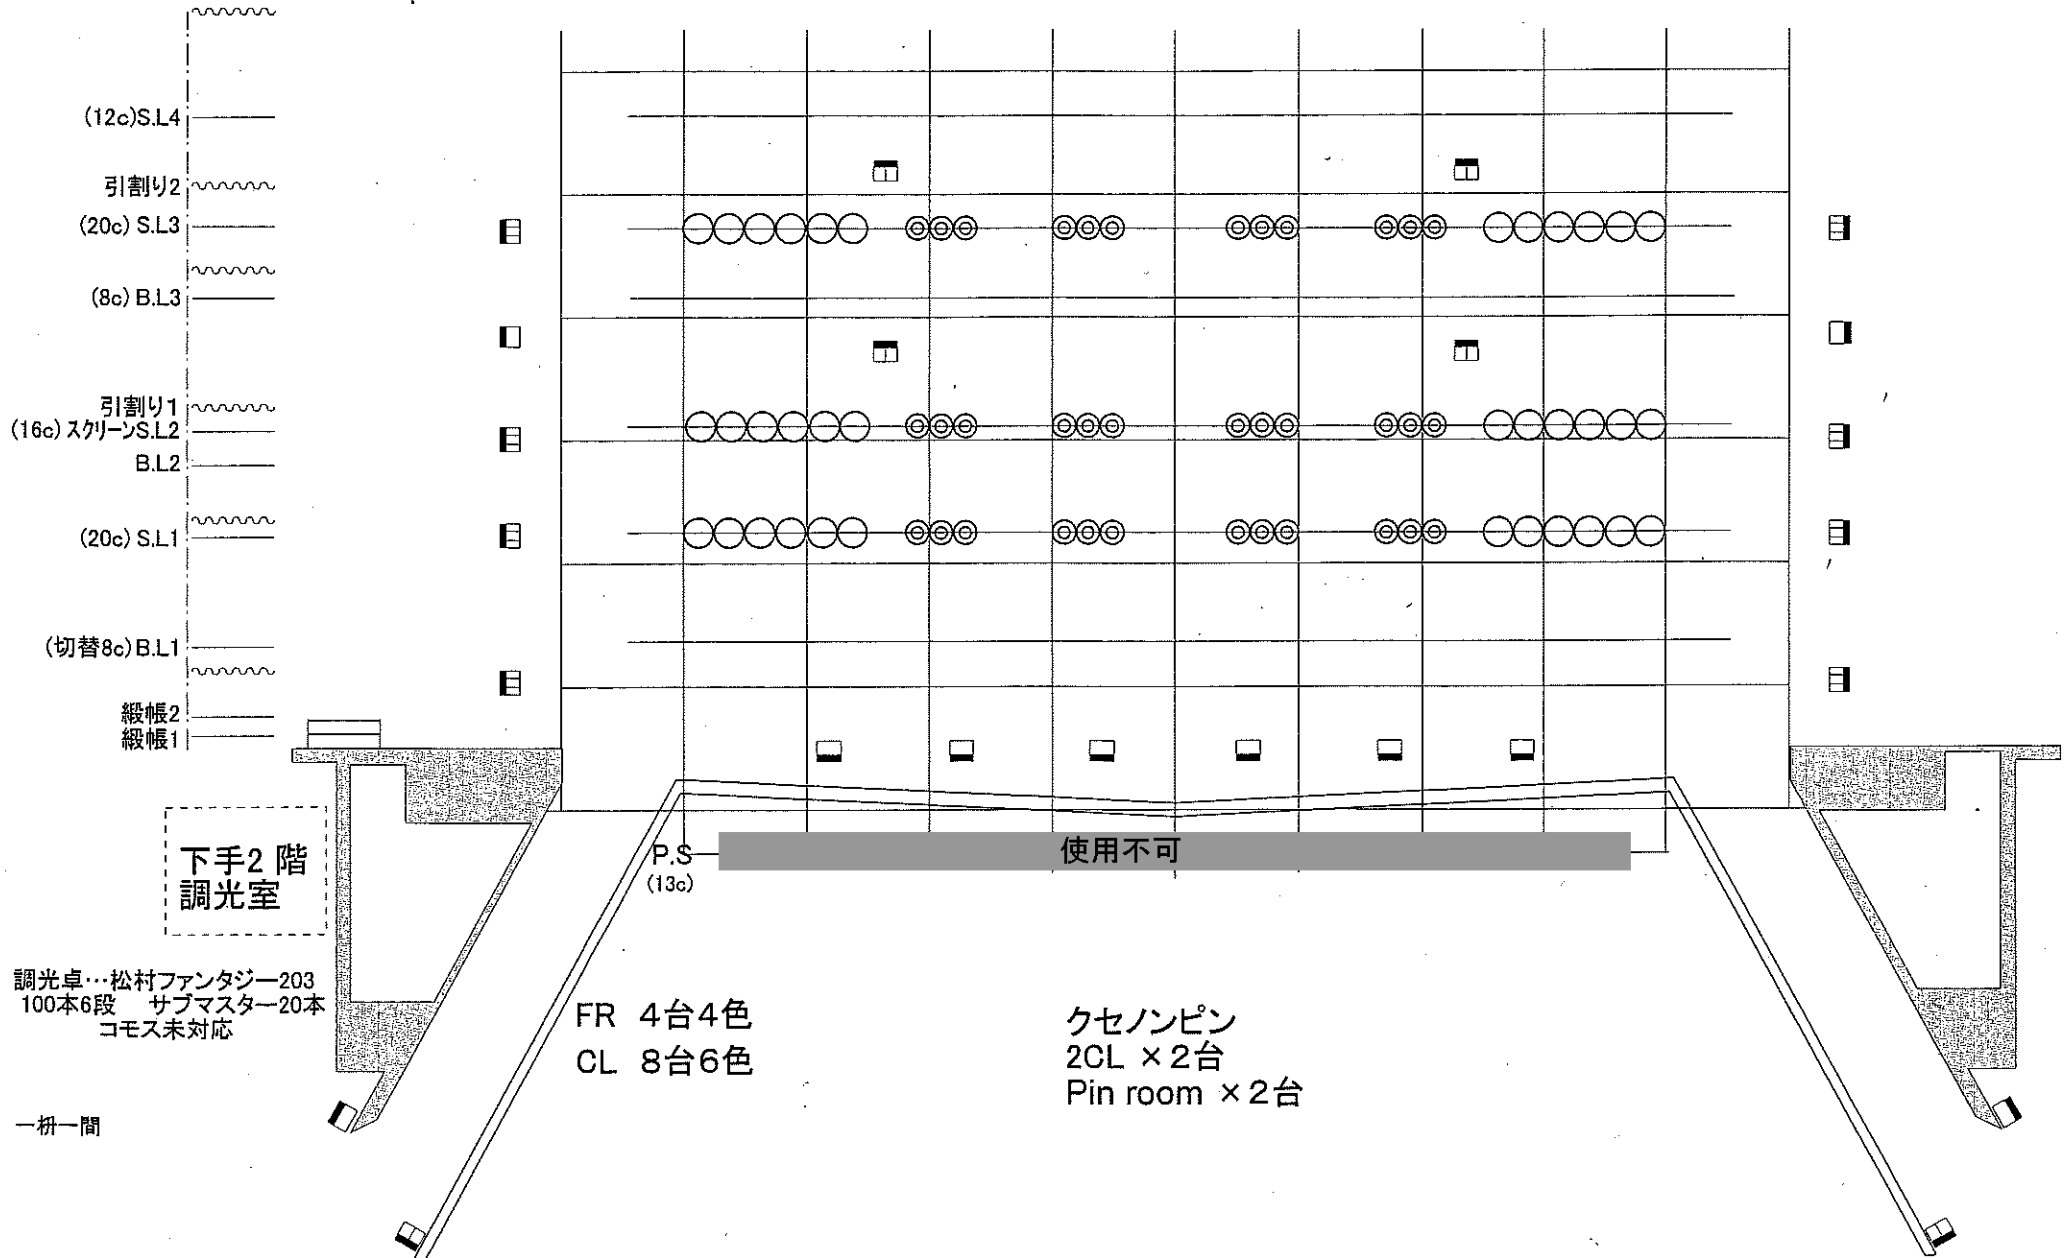 (12c)S.L4
引割り2
(20c) S.L3
(8c) B.L3
引割り1
(16c) スクリーンS.L2
B.L2
(20c) S.L1
(切替8c) B.L1
緞帳2
緞帳1
下手2 階
調光室
P.S
(13c)
使用不可
調光卓…松村ファンタジー203
100本6段 サブマスター20本
コモス未対応
FR 4台4色
CL 8台6色
クセノンピン
2CL ×2台
Pin room ×2台
一枡一間